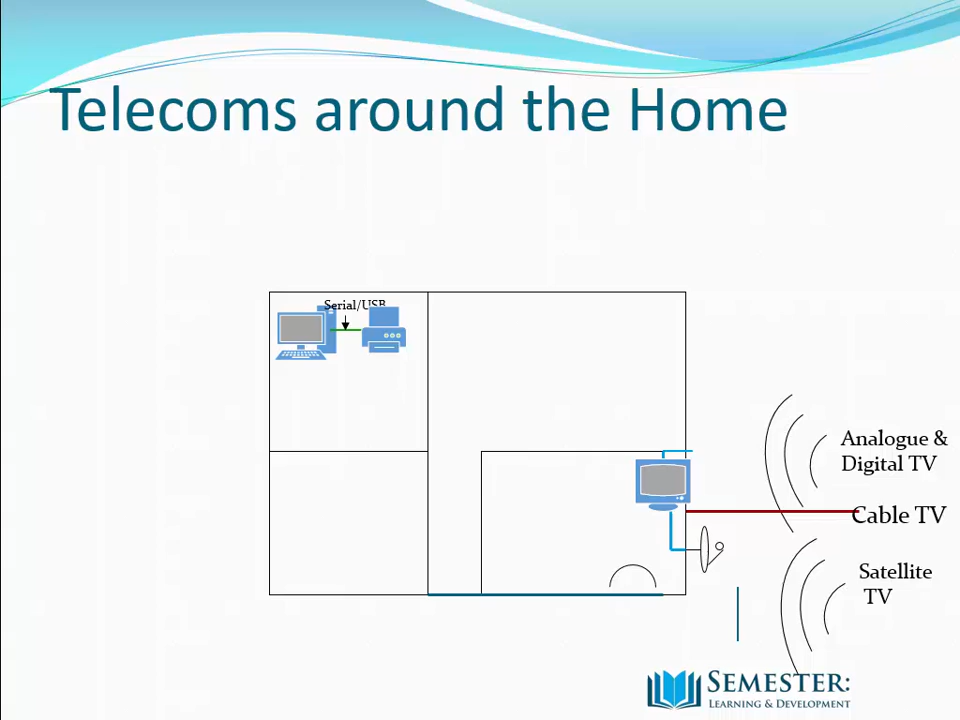 Telecoms around the Home
Serial/USB
Analogue &
Digital TV
Cable TV
Satellite
TV
SEMESTER:
LEARNING & DEVELOPMENT